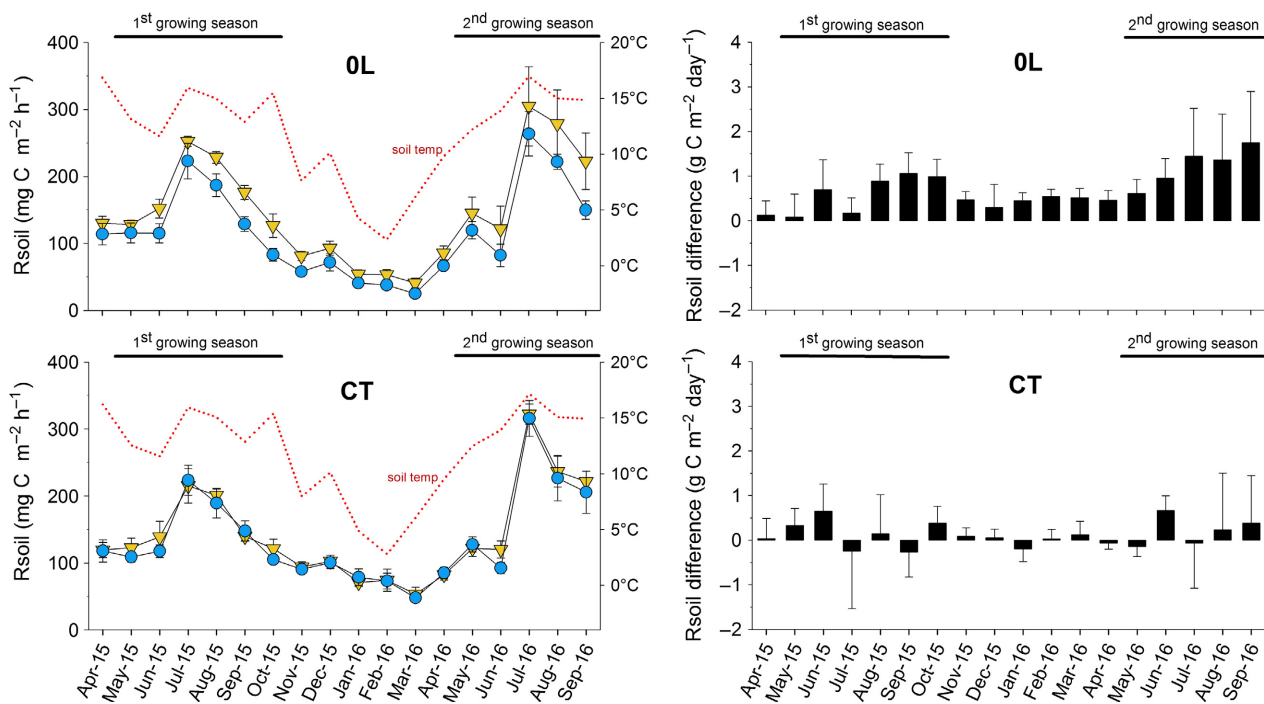 1st growing season
2nd growing season
0L
400
300
200
100
0
Rsoil (mg C m−2 h−1)
20°C
15°C
10°C
5°C
0°C
soil temp
1st growing season
2nd growing season
0L
4
3
2
1
0
−1
−2
Rsoil difference (g C m−2 day−1)
1st growing season
2nd growing season
CT
400
300
200
100
0
Rsoil (mg C m−2 h−1)
20°C
15°C
10°C
5°C
0°C
soil temp
Apr-15
May-15
Jun-15
Jul-15
Aug-15
Sep-15
Oct-15
Nov-15
Dec-15
Jan-16
Feb-16
Mar-16
Apr-16
May-16
Jun-16
Jul-16
Aug-16
Sep-16
1st growing season
2nd growing season
CT
4
3
2
1
0
−1
−2
Rsoil difference (g C m−2 day−1)
Apr-15
May-15
Jun-15
Jul-15
Aug-15
Sep-15
Oct-15
Nov-15
Dec-15
Jan-16
Feb-16
Mar-16
Apr-16
May-16
Jun-16
Jul-16
Aug-16
Sep-16